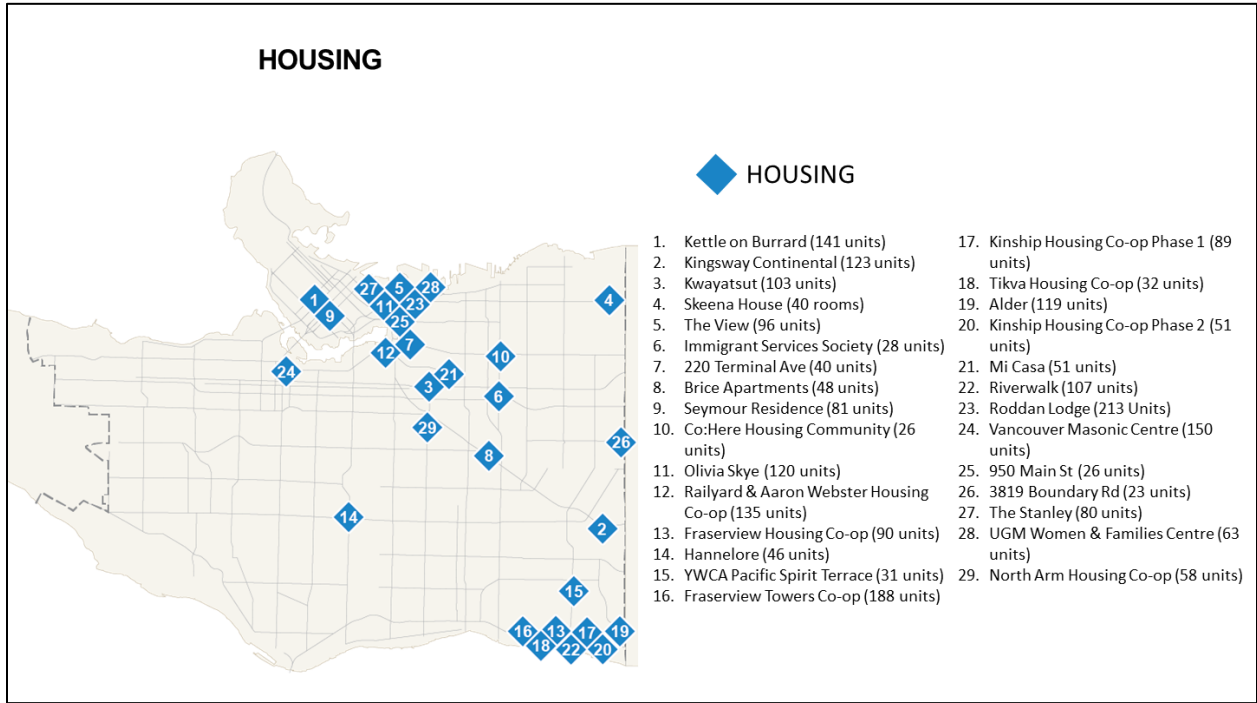 HOUSING
HOUSING
1. Kettle on Burrard (141 units)
2. Kingsway Continental (123 units)
3. Kwayatsut (103 units)
4. Skeena House (40 rooms)
5. The View (96 units)
6. Immigrant Services Society (28 units)
7. 220 Terminal Ave (40 units)
8. Brice Apartments (48 units)
9. Seymour Residence (81 units)
10. Co:Here Housing Community (26
units)
11. Olivia Skye (120 units)
12. Railyard & Aaron Webster Housing
Co-op (135 units)
13. Fraserview Housing Co-op (90 units)
14. Hannelore (46 units)
15. YWCA Pacific Spirit Terrace (31 units)
16. Fraserview Towers Co-op (188 units)
17. Kinship Housing Co-op Phase 1 (89
units)
18. Tikva Housing Co-op (32 units)
19. Alder (119 units)
20. Kinship Housing Co-op Phase 2 (51
units)
21. Mi Casa (51 units)
22. Riverwalk (107 units)
23. Roddan Lodge (213 Units)
24. Vancouver Masonic Centre (150
units)
25. 950 Main St (26 units)
26. 3819 Boundary Rd (23 units)
27. The Stanley (80 units)
28. UGM Women & Families Centre (63
units)
29. North Arm Housing Co-op (58 units)
27
5
28
1
11
23
4
9
25
12
7
10
24
21
3
6
29
26
8
14
2
15
16
13
17
19
18
22
20